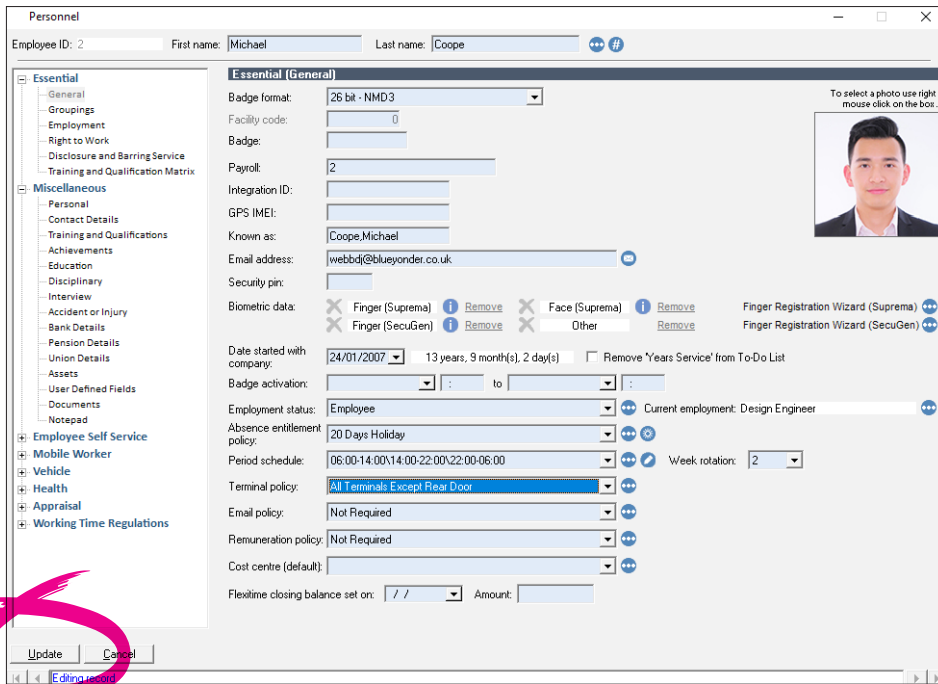 Personnel
Employee ID: 2 First name: Michael Last name: Coope #
Essential
General
Groupings
Employment
Right to Work
Disclosure and Barring Service
Training and Qualification Matrix
Miscellaneous
Personal
Contact Details
Training and Qualifications
Achievements
Education
Disciplinary
Interview
Accident or Injury
Bank Details
Pension Details
Union Details
Assets
User Defined Fields
Documents
Notepad
Employee Self Service
Mobile Worker
Vehicle
Health
Appraisal
Working Time Regulations
Essential (General)
Badge format: 26 bit - NMD3
Facility code: 0
Badge:
Payroll: 2
Integration ID:
GPS IMEI:
Known as: Coope,Michael
Email address: webbdj@blueyonder.co.uk
Security pin:
To select a photo use right
mouse click on the box .
Biometric data: Finger (Suprema) i Remove Face (Suprema) i Remove Finger Registration Wizard (Suprema)
Finger (SecuGen) i Remove Other Remove Finger Registration Wizard (SecuGen)
Date started with
company: 24/01/2007 13 years, 9 month(s), 2 day(s) Remove 'Years Service' from To-Do List
Badge activation: : to :
Employment status: Employee Current employment: Design Engineer
Absence entitlement
policy: 20 Days Holiday
Period schedule: 06:00-14:00\14:00-22:00\22:00-06:00 Week rotation: 2
Terminal policy: All Terminals Except Rear Door
Email policy: Not Required
Remuneration policy: Not Required
Cost centre (default):
Flexitime closing balance set on: / / Amount:
Update Cancel
Editing record